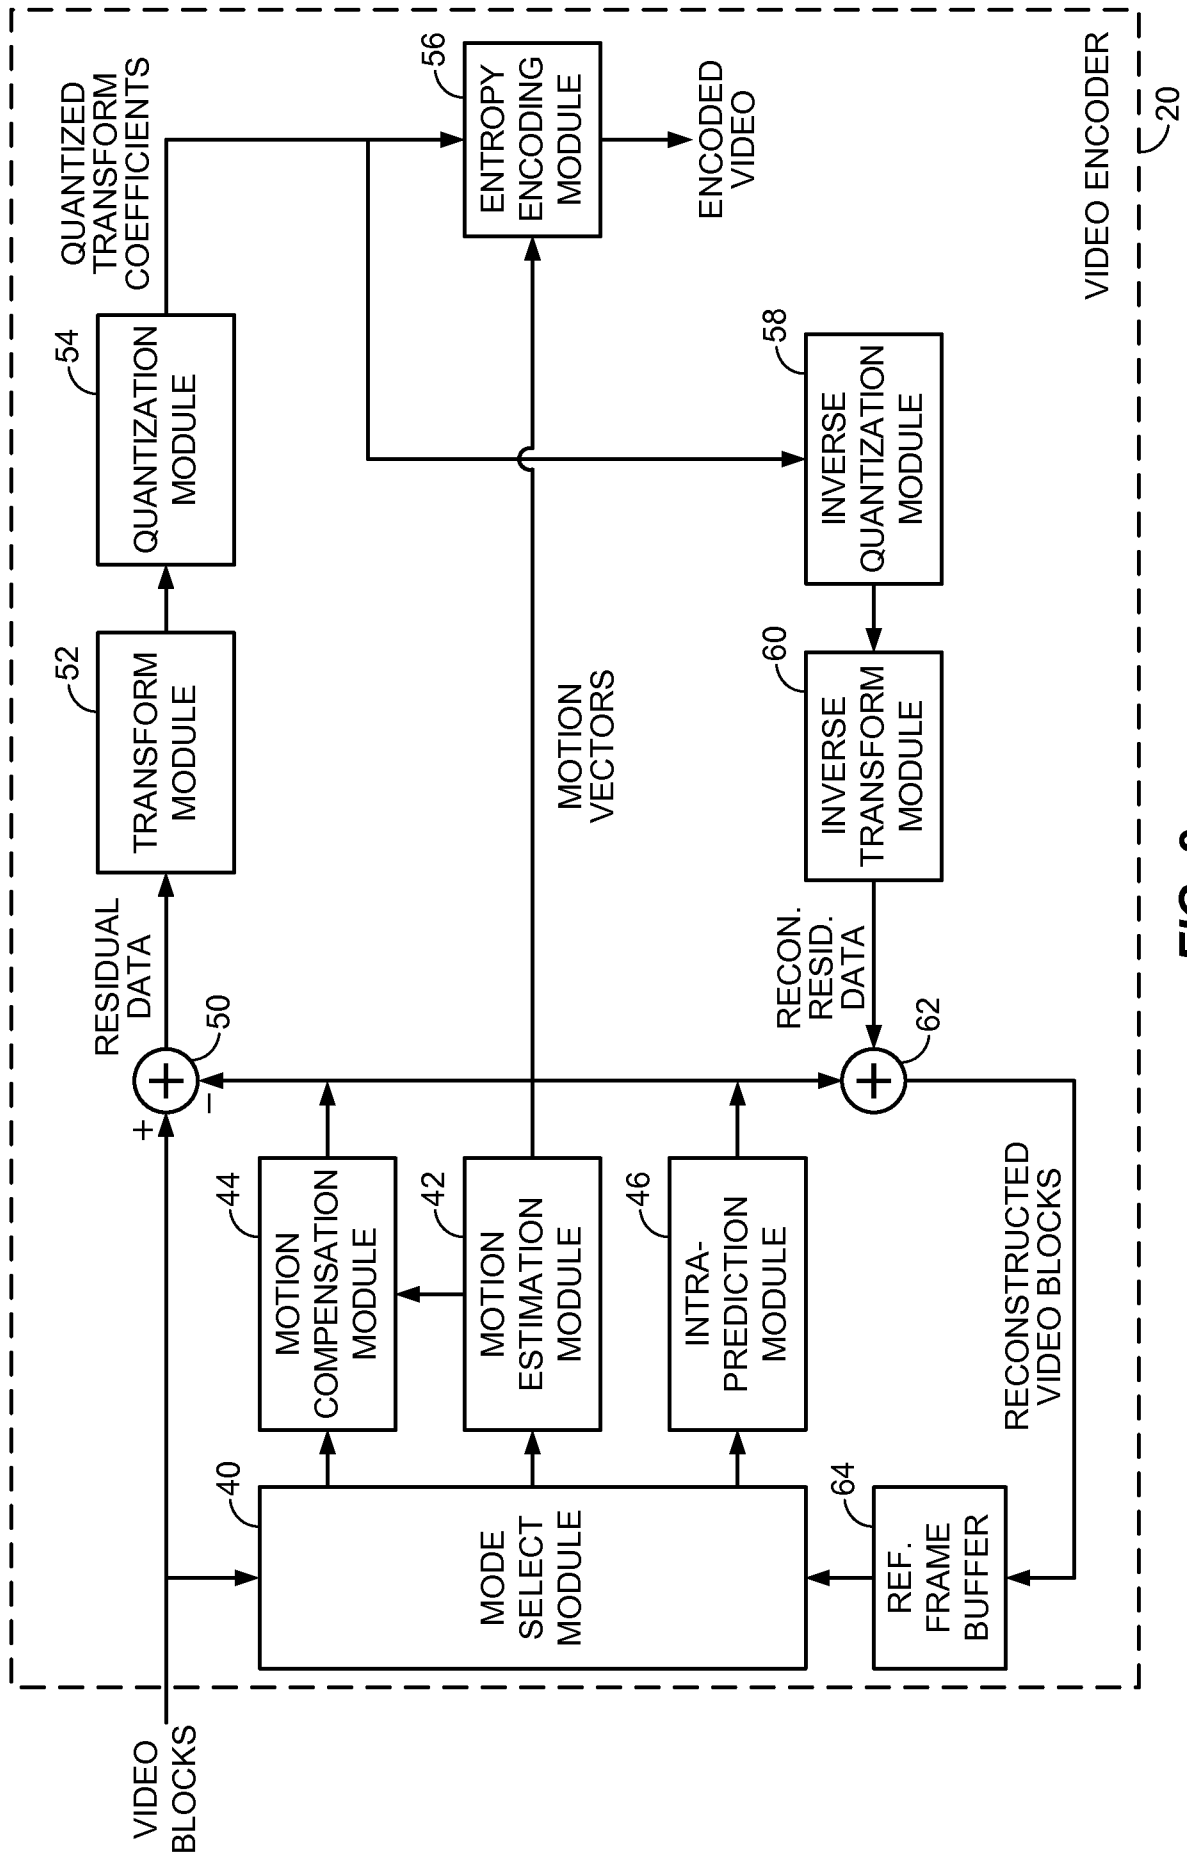 VIDEO
BLOCKS
+
–
50
RESIDUAL
DATA
52
TRANSFORM
MODULE
54
QUANTIZATION
MODULE
QUANTIZED
TRANSFORM
COEFFICIENTS
56
ENTROPY
ENCODING
MODULE
ENCODED
VIDEO
40
MODE
SELECT
MODULE
44
MOTION
COMPENSATION
MODULE
42
MOTION
ESTIMATION
MODULE
46
INTRA-
PREDICTION
MODULE
MOTION
VECTORS
58
INVERSE
QUANTIZATION
MODULE
60
INVERSE
TRANSFORM
MODULE
RECON.
RESID.
DATA
62
64
REF.
FRAME
BUFFER
RECONSTRUCTED
VIDEO BLOCKS
VIDEO ENCODER
20
FIG.